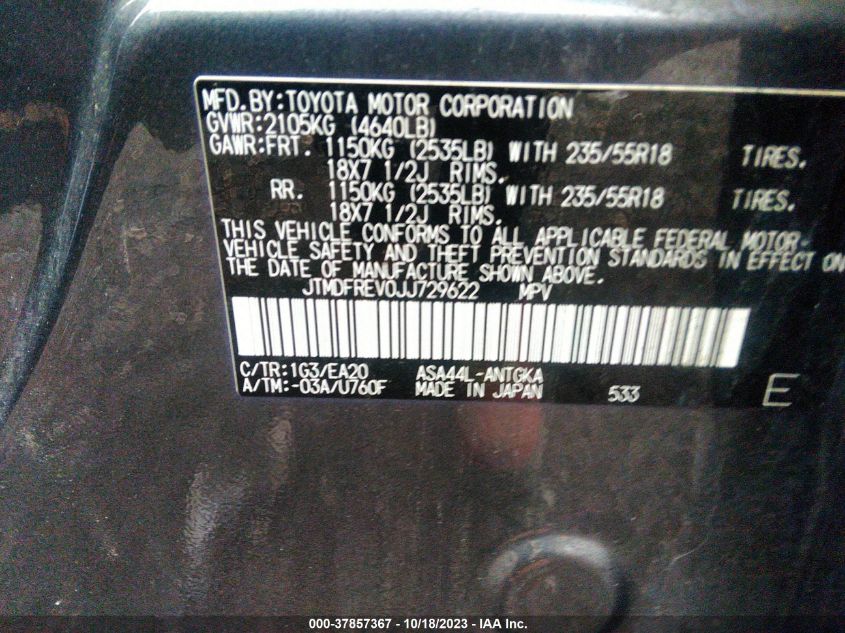 MFD.BY:TOYOTA MOTOR CORPORATION
GVWR:2105KG (4640LB)
GAWR:FRT. 1150KG (2535LB) WITH 235/55R18 TIRES.
18X7 1/2J RIMS.
RR. 1150KG (2535LB) WITH 235/55R18 TIRES.
18X7 1/2J RIMS.
THIS VEHICLE CONFORMS TO ALL APPLICABLE FEDERAL MOTOR-
VEHICLE SAFETY AND THEFT PREVENTION STANDARDS IN EFFECT ON
THE DATE OF MANUFACTURE SHOWN ABOVE.
JTMDFREV0JJ729622 MPV
C/TR:1G3/EA20 ASA44L-ANTGKA
A/TM:-03A/U760F MADE IN JAPAN 533 E
000-37857367 - 10/18/2023 - IAA Inc.